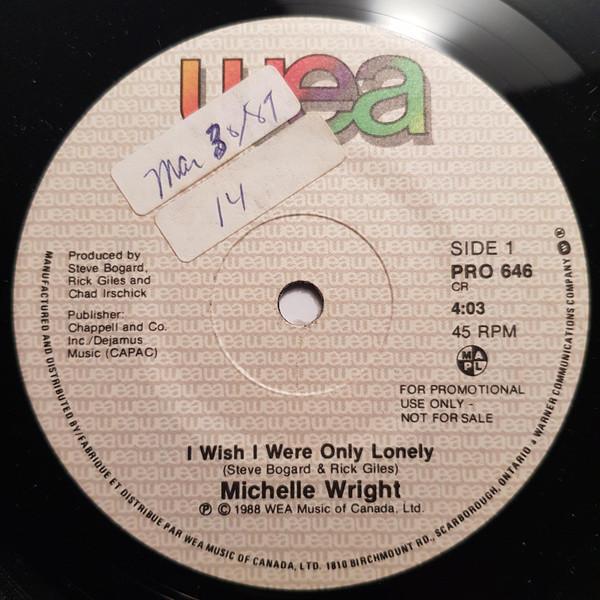 wea
Mar 38/89
14
Produced by
Steve Bogard,
Rick Giles and
Chad Irschick
Publisher:
Chappell and Co.
Inc./Dejamus
Music (CAPAC)
SIDE 1
PRO 646
CR
4:03
45 RPM
M A
P L
FOR PROMOTIONAL
USE ONLY -
NOT FOR SALE
I Wish I Were Only Lonely
(Steve Bogard & Rick Giles)
Michelle Wright
Ⓟ © 1988 WEA Music of Canada, Ltd.
MANUFACTURED AND DISTRIBUTED BY/FABRIQUE ET DISTRIBUE PAR WEA MUSIC OF CANADA, LTD. 1810 BIRCHMOUNT RD., SCARBOROUGH, ONTARIO • A WARNER COMMUNICATIONS COMPANY Ⓟ